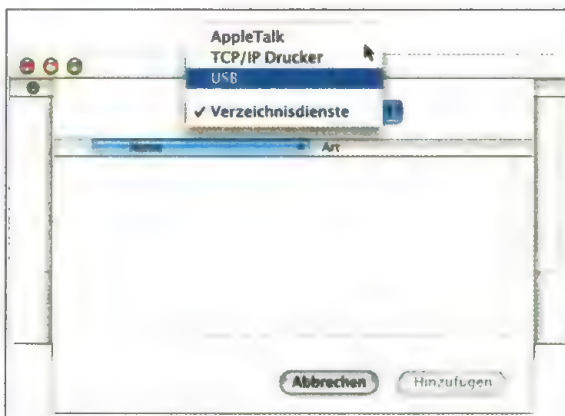 AppleTalk
TCP/IP Drucker
USB
✓ Verzeichnisdienste
Art
Abbrechen
Hinzufügen